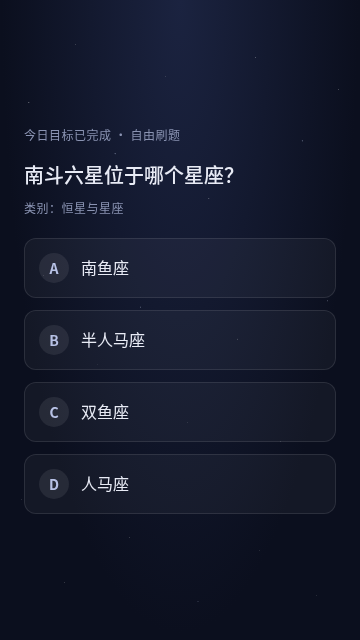 今日目标已完成 · 自由刷题
南斗六星位于哪个星座?
类别: 恒星与星座
A 南鱼座
B 半人马座
C 双鱼座
D 人马座